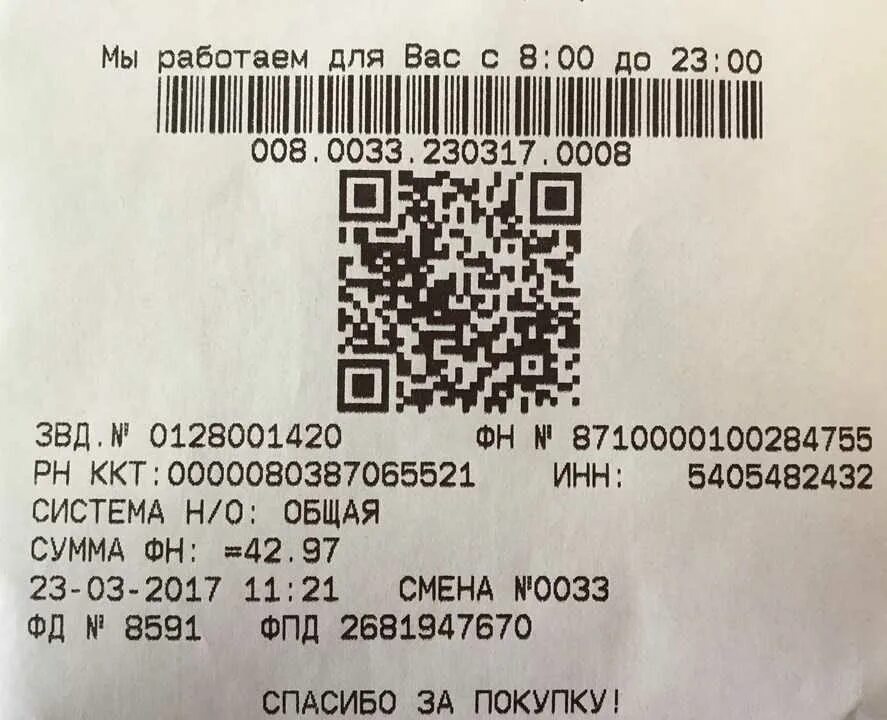 Мы работаем для Вас с 8:00 до 23:00
008.0033.230317.0008
ЗВД.№ 0128001420 ФН № 8710000100284755
РН ККТ:0000080387065521 ИНН: 5405482432
СИСТЕМА Н/О: ОБЩАЯ
СУММА ФН: =42.97
23-03-2017 11:21 СМЕНА №0033
ФД № 8591 ФПД 2681947670
СПАСИБО ЗА ПОКУПКУ!